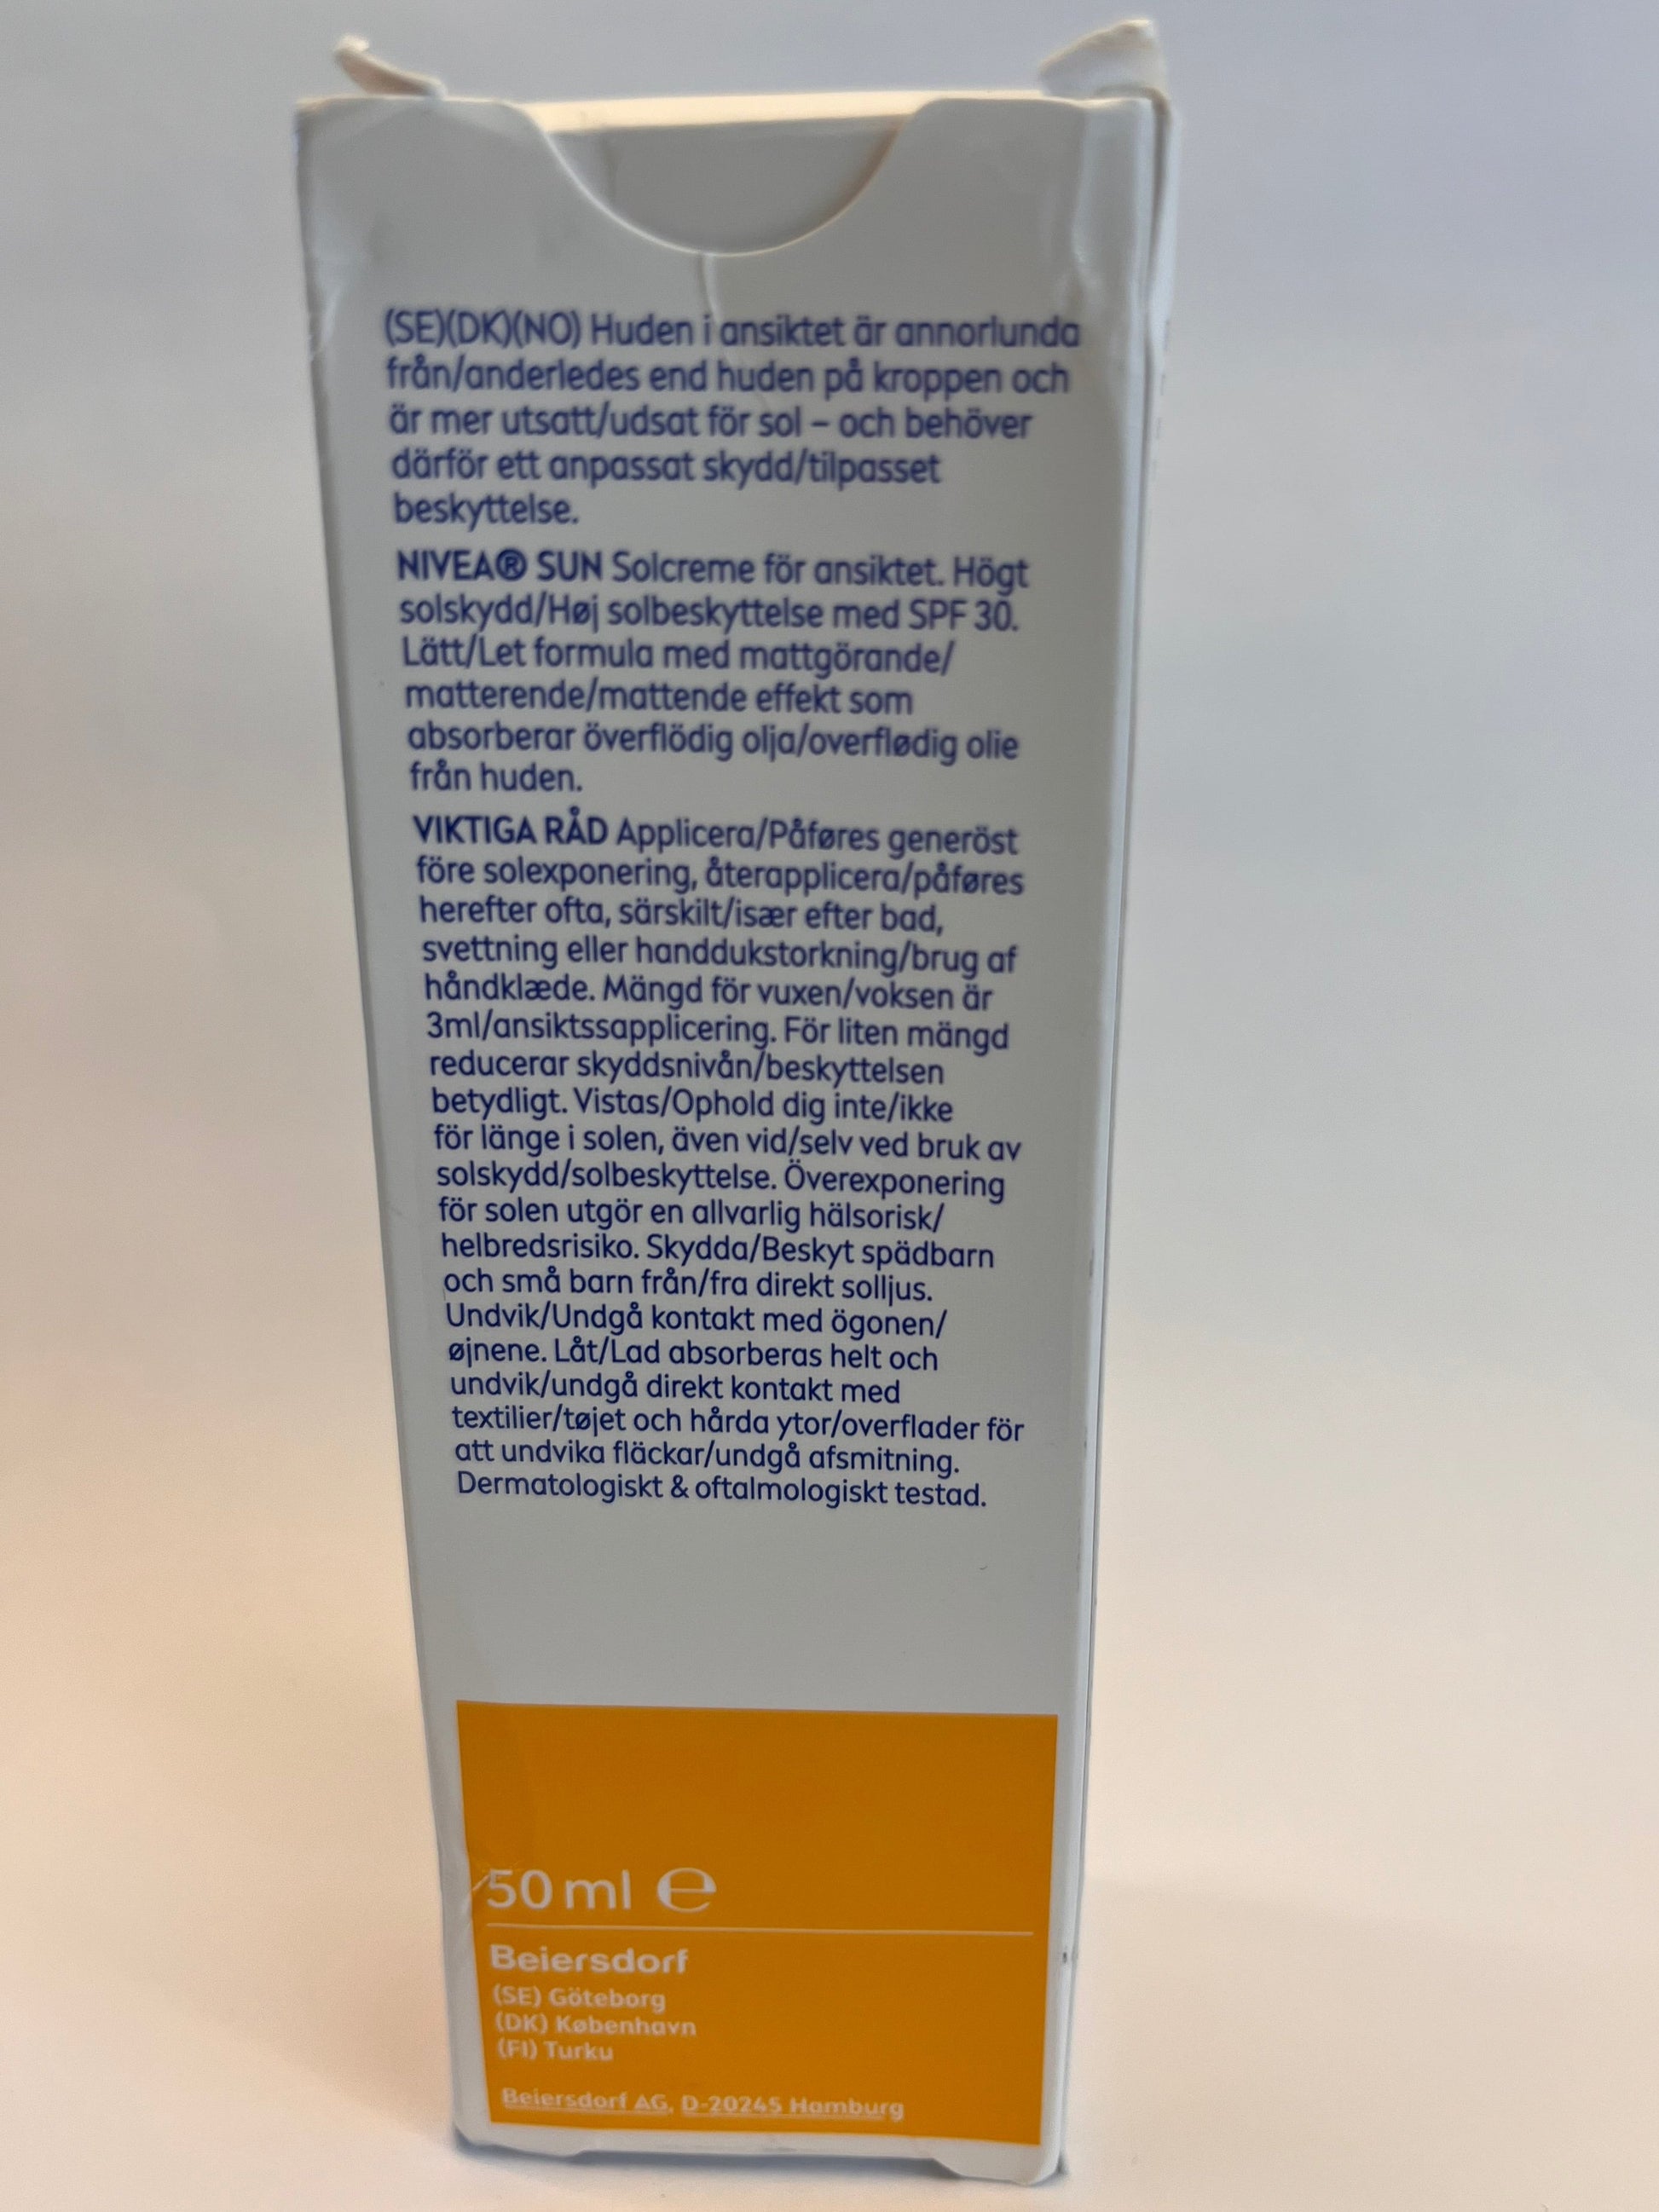 (SE)(DK)(NO) Huden i ansiktet är annorlunda
från/anderledes end huden på kroppen och
är mer utsatt/udsat för sol – och behöver
därför ett anpassat skydd/tilpasset
beskyttelse.
NIVEA® SUN Solcreme för ansiktet. Högt
solskydd/Høj solbeskyttelse med SPF 30.
Lätt/Let formula med mattgörande/
matterende/mattende effekt som
absorberar överflödig olja/overflødig olie
från huden.
VIKTIGA RÅD Applicera/Påføres generöst
före solexponering, återapplicera/påføres
herefter ofta, särskilt/især efter bad,
svettning eller handdukstorkning/brug af
håndklæde. Mängd för vuxen/voksen är
3ml/ansiktssapplicering. För liten mängd
reducerar skyddsnivån/beskyttelsen
betydligt. Vistas/Ophold dig inte/ikke
för länge i solen, även vid/selv ved bruk av
solskydd/solbeskyttelse. Överexponering
för solen utgör en allvarlig hälsorisk/
helbredsrisiko. Skydda/Beskyt spädbarn
och små barn från/fra direkt solljus.
Undvik/Undgå kontakt med ögonen/
øjnene. Låt/Lad absorberas helt och
undvik/undgå direkt kontakt med
textilier/tøjet och hårda ytor/overflader för
att undvika fläckar/undgå afsmitning.
Dermatologiskt & oftalmologiskt testad.
50 ml ℮
Beiersdorf
(SE) Göteborg
(DK) København
(FI) Turku
Beiersdorf AG, D-20245 Hamburg